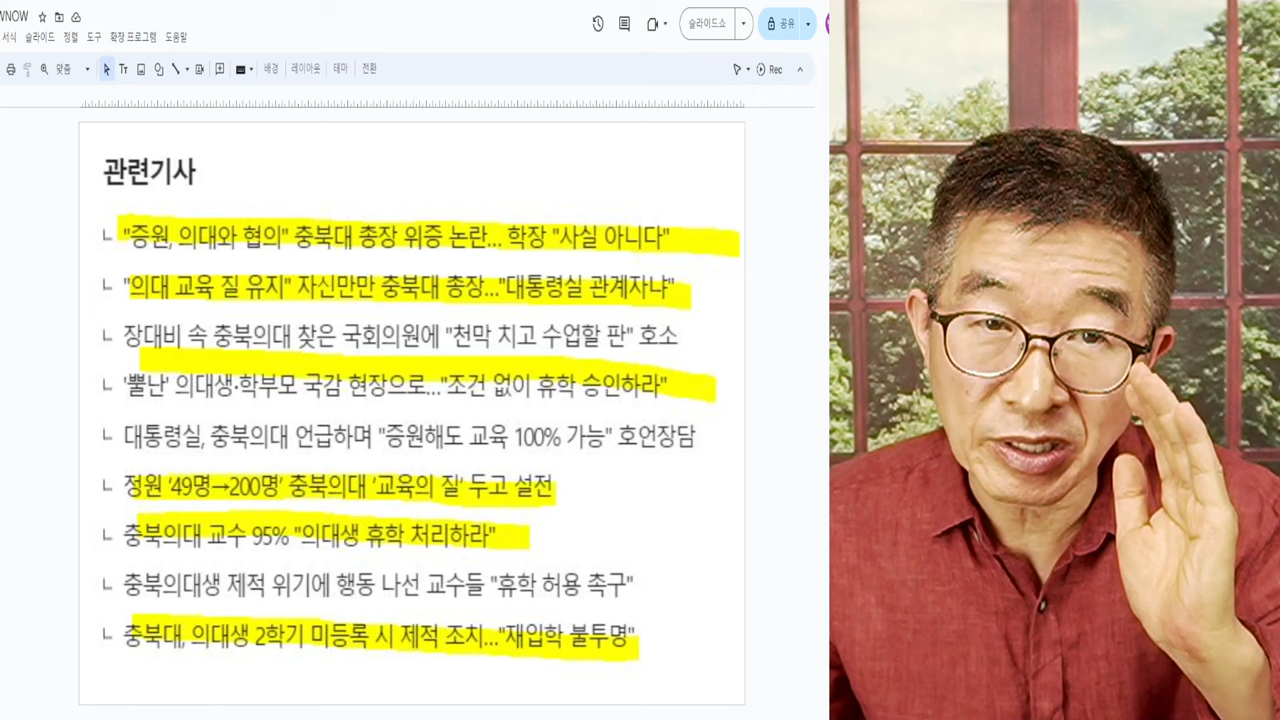 WNOW
슬라이드쇼
공유
서식 슬라이드 정렬 도구 확장 프로그램 도움말
맞춤 Tт 배경 레이아웃 테마 전환 Rec
관련기사
ㄴ "증원, 의대와 협의" 충북대 총장 위증 논란... 학장 "사실 아니다"
ㄴ "의대 교육 질 유지" 자신만만 충북대 총장..."대통령실 관계자냐"
ㄴ 장대비 속 충북의대 찾은 국회의원에 "천막 치고 수업할 판" 호소
ㄴ '뿔난' 의대생·학부모 국감 현장으로..."조건 없이 휴학 승인하라"
ㄴ 대통령실, 충북의대 언급하며 "증원해도 교육 100% 가능" 호언장담
ㄴ 정원 '49명→200명' 충북의대 '교육의 질' 두고 설전
ㄴ 충북의대 교수 95% "의대생 휴학 처리하라"
ㄴ 충북의대생 제적 위기에 행동 나선 교수들 "휴학 허용 촉구"
ㄴ 충북대, 의대생 2학기 미등록 시 제적 조치..."재입학 불투명"